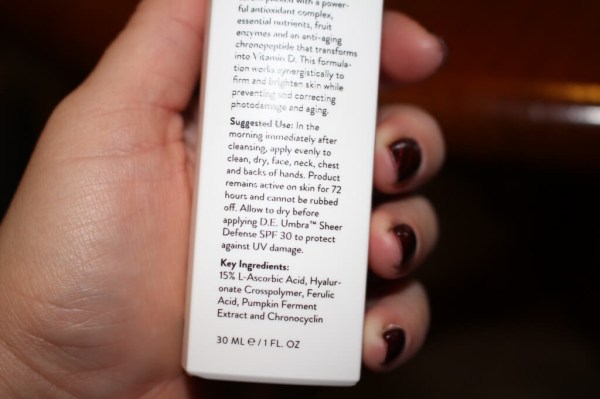 packed with a power-
ful antioxidant complex,
essential nutrients, fruit
enzymes and an anti-aging
chronopeptide that transforms
into Vitamin D. This formula-
tion works synergistically to
firm and brighten skin while
preventing and correcting
photodamage and aging.
Suggested Use: In the
morning immediately after
cleansing, apply evenly to
clean, dry, face, neck, chest
and backs of hands. Product
remains active on skin for 72
hours and cannot be rubbed
off. Allow to dry before
applying D.E. Umbra™ Sheer
Defense SPF 30 to protect
against UV damage.
Key Ingredients:
15% L-Ascorbic Acid, Hyalur-
onate Crosspolymer, Ferulic
Acid, Pumpkin Ferment
Extract and Chronocyclin
30 ML ℮ / 1 FL. OZ